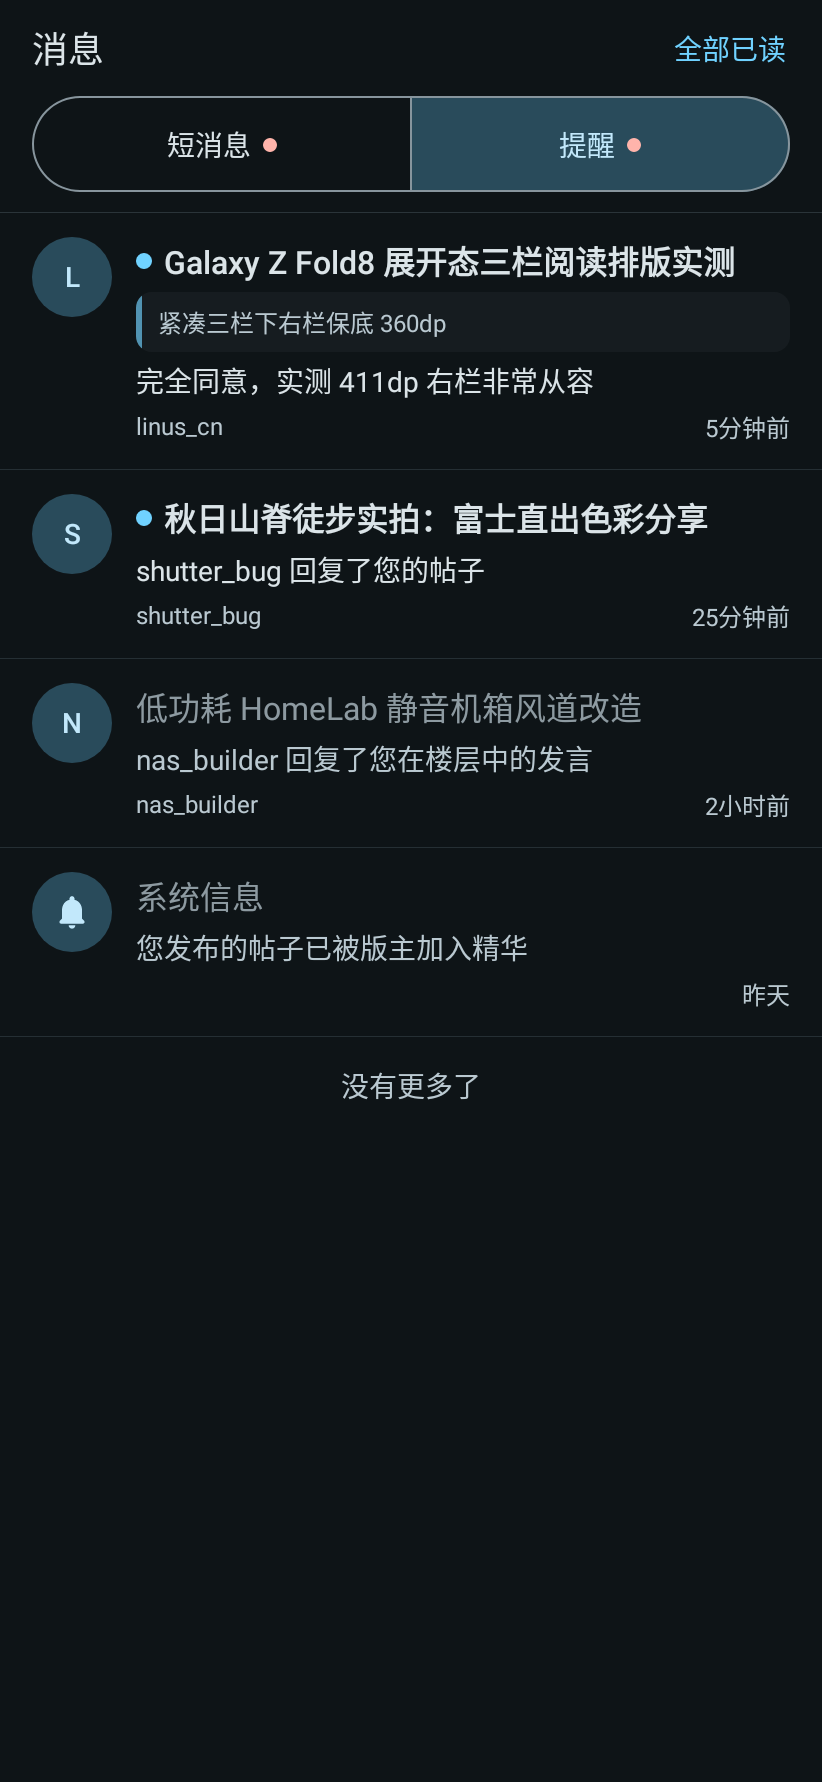 消息
全部已读
短消息
提醒
L
Galaxy Z Fold8 展开态三栏阅读排版实测
紧凑三栏下右栏保底 360dp
完全同意，实测 411dp 右栏非常从容
linus_cn
5分钟前
S
秋日山脊徒步实拍：富士直出色彩分享
shutter_bug 回复了您的帖子
shutter_bug
25分钟前
N
低功耗 HomeLab 静音机箱风道改造
nas_builder 回复了您在楼层中的发言
nas_builder
2小时前
系统信息
您发布的帖子已被版主加入精华
昨天
没有更多了